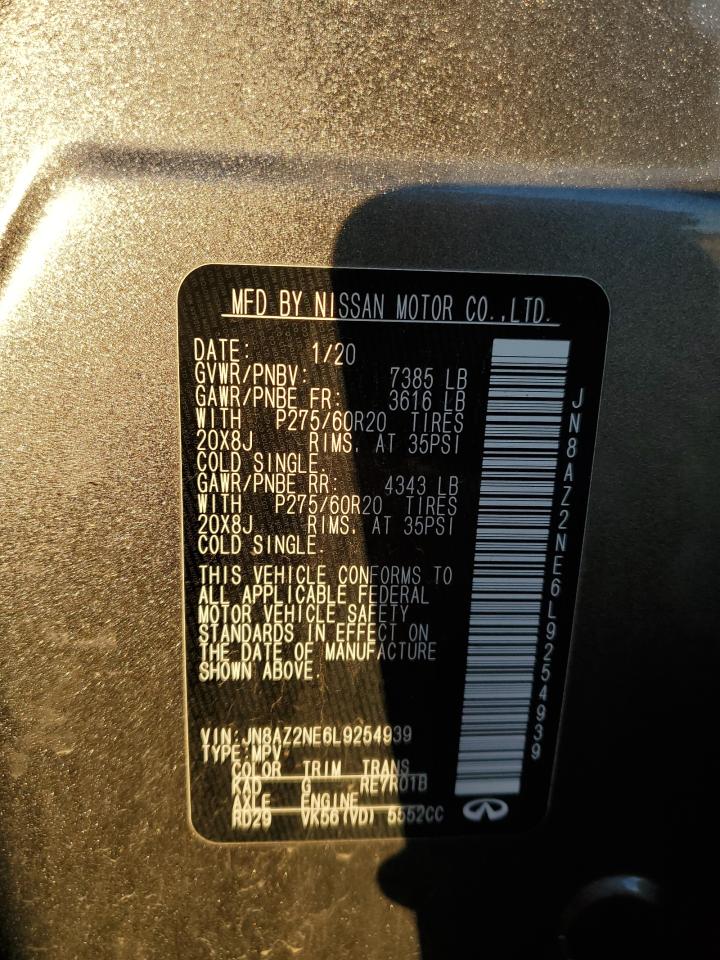 MFD BY NISSAN MOTOR CO.,LTD.
DATE: 1/20
GVWR/PNBV: 7385 LB
GAWR/PNBE FR: 3616 LB
WITH P275/60R20 TIRES
20X8J RIMS, AT 35PSI
COLD SINGLE.
GAWR/PNBE RR: 4343 LB
WITH P275/60R20 TIRES
20X8J RIMS, AT 35PSI
COLD SINGLE.
THIS VEHICLE CONFORMS TO
ALL APPLICABLE FEDERAL
MOTOR VEHICLE SAFETY
STANDARDS IN EFFECT ON
THE DATE OF MANUFACTURE
SHOWN ABOVE.
VIN:JN8AZ2NE6L9254939
TYPE:MPV
COLOR TRIM TRANS
KAD G RE7R01B
AXLE ENGINE
RD29 VK56(VD) 5552CC
JN8AZ2NE6L9254939